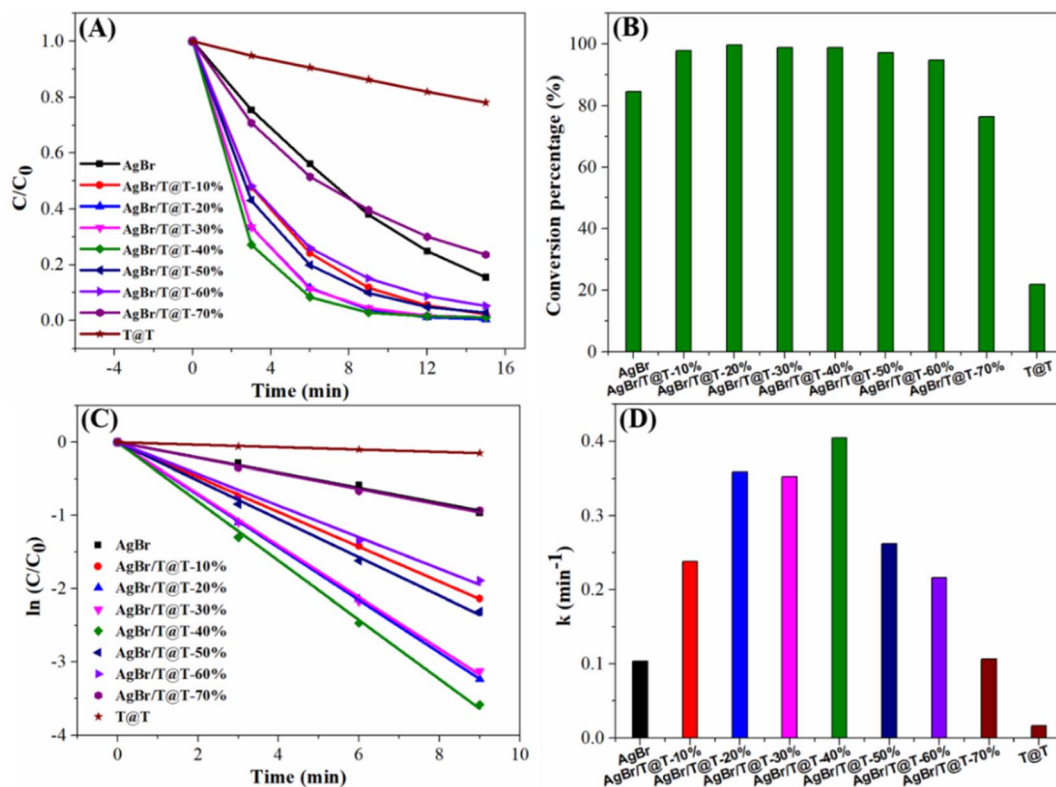 (A)
C/C0
1.0
0.8
0.6
0.4
0.2
0.0
AgBr
AgBr/T@T-10%
AgBr/T@T-20%
AgBr/T@T-30%
AgBr/T@T-40%
AgBr/T@T-50%
AgBr/T@T-60%
AgBr/T@T-70%
T@T
-4 0 4 8 12 16
Time (min)
(B)
Conversion percentage (%)
100
80
60
40
20
0
AgBr
AgBr/T@T-10%
AgBr/T@T-20%
AgBr/T@T-30%
AgBr/T@T-40%
AgBr/T@T-50%
AgBr/T@T-60%
AgBr/T@T-70%
T@T
(C)
ln (C/C0)
0
-1
-2
-3
-4
AgBr
AgBr/T@T-10%
AgBr/T@T-20%
AgBr/T@T-30%
AgBr/T@T-40%
AgBr/T@T-50%
AgBr/T@T-60%
AgBr/T@T-70%
T@T
0 2 4 6 8 10
Time (min)
(D)
k (min-1)
0.4
0.3
0.2
0.1
0.0
AgBr
AgBr/T@T-10%
AgBr/T@T-20%
AgBr/T@T-30%
AgBr/T@T-40%
AgBr/T@T-50%
AgBr/T@T-60%
AgBr/T@T-70%
T@T